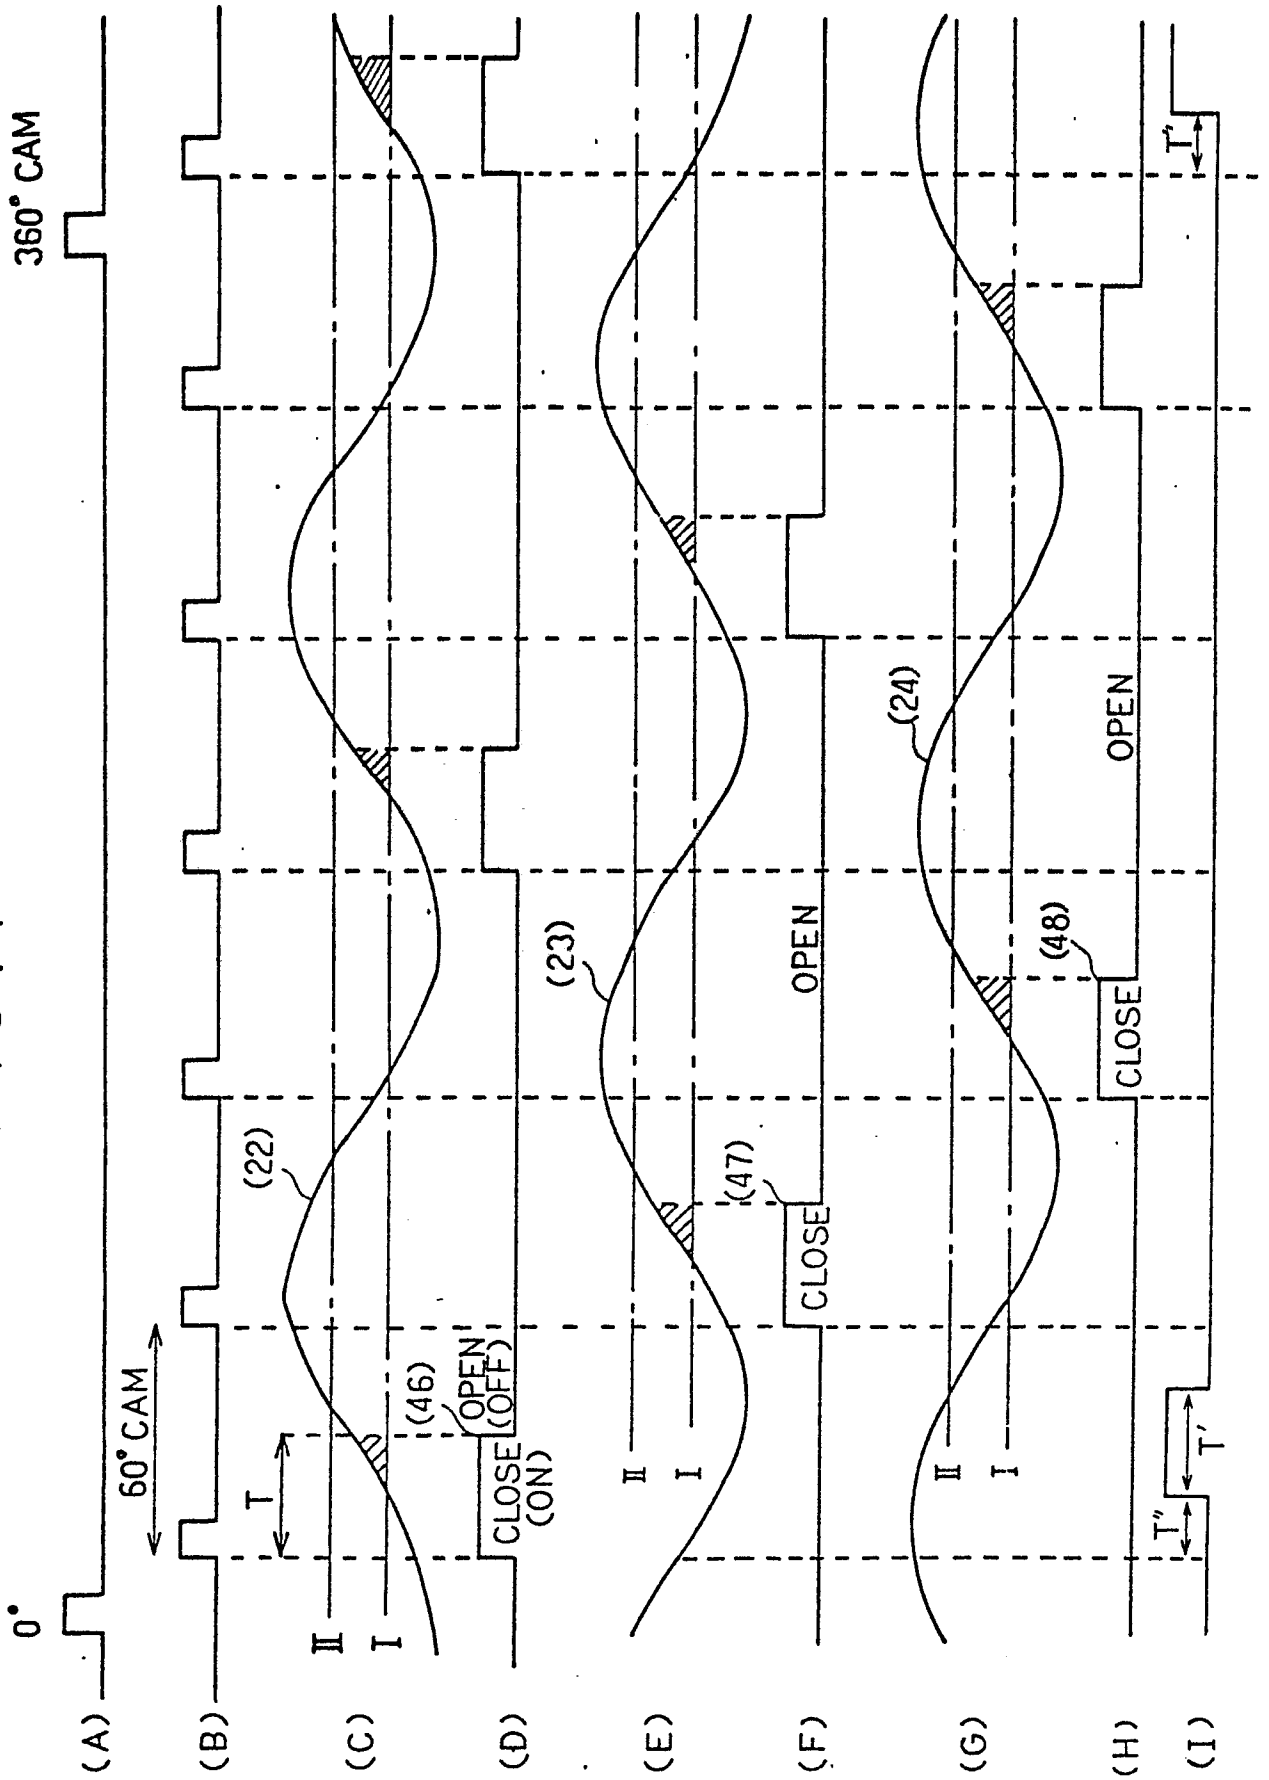 0°
360° CAM
(A)
60° CAM
(B)
T
(22)
II
I
(C)
CLOSE
(ON)
OPEN
(OFF)
(46)
(D)
(23)
II
I
(E)
CLOSE
(47)
OPEN
(F)
(24)
II
I
(G)
CLOSE
(48)
OPEN
(H)
T"
T'
T"
(I)